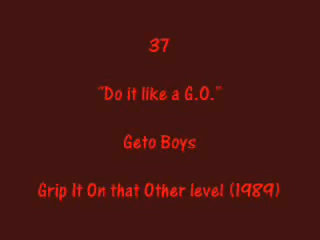 37
"Do it like a G.O."
Geto Boys
Grip It On that Other level (1989)